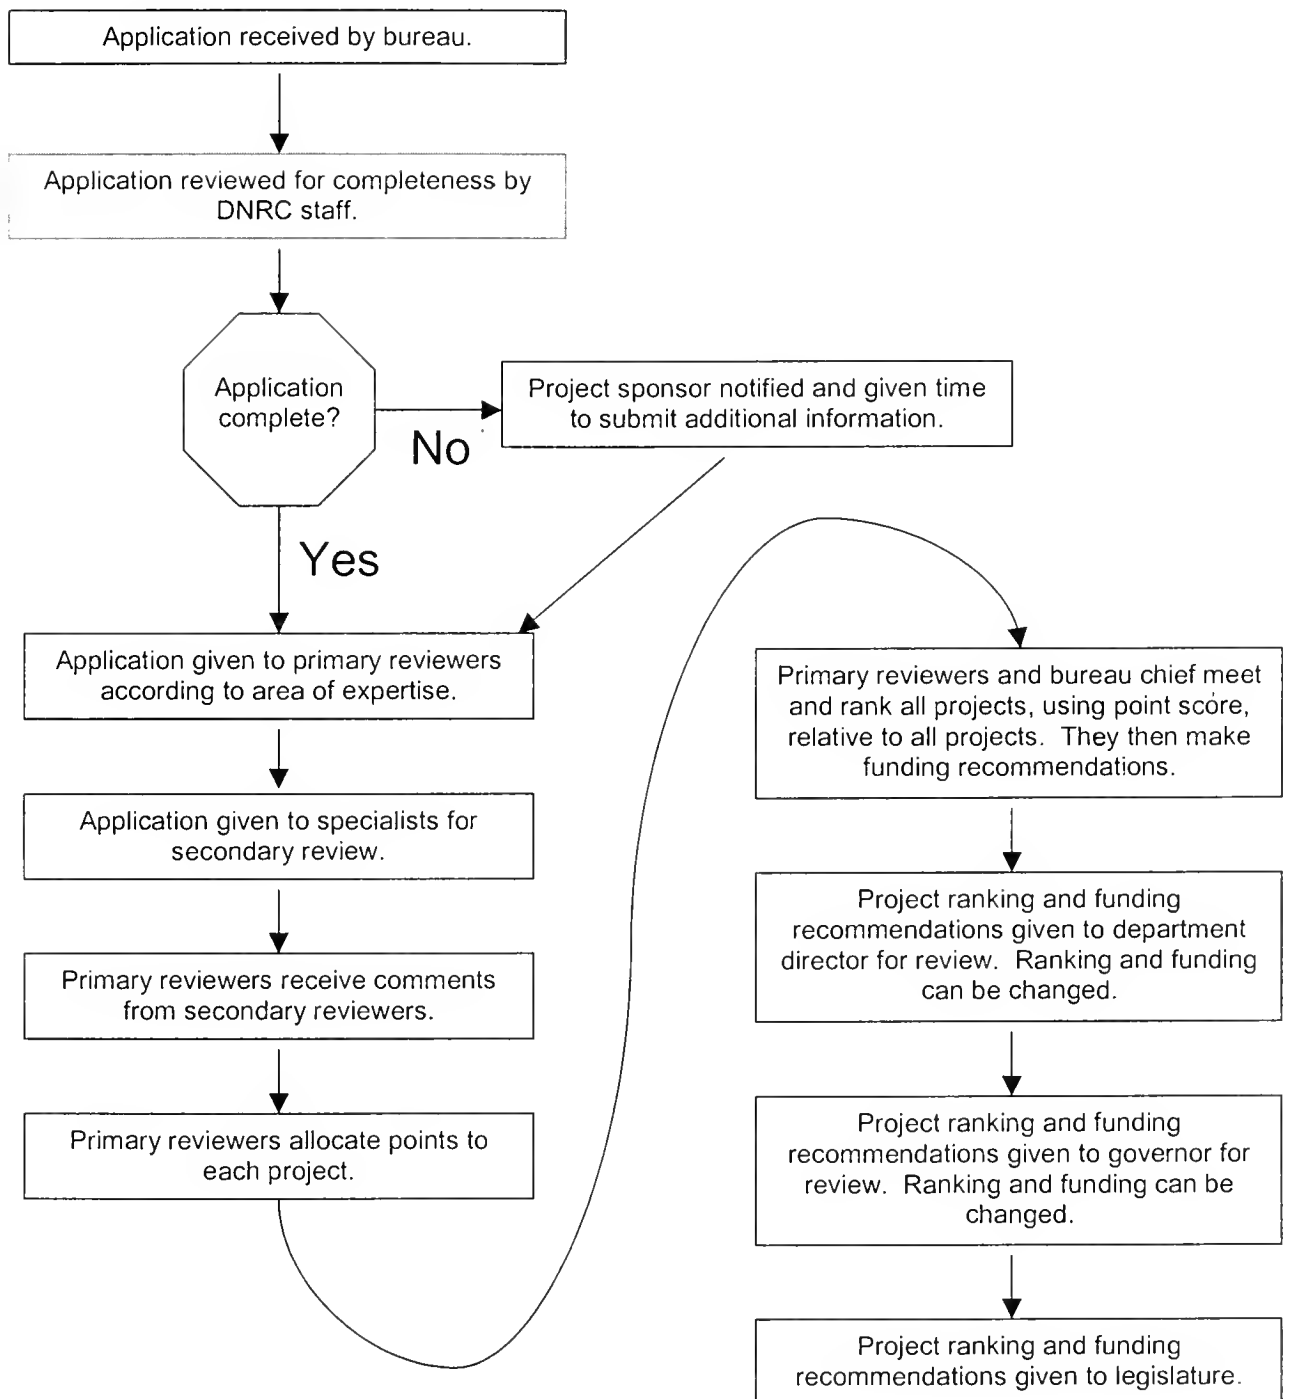 Application received by bureau.
Application reviewed for completeness by
DNRC staff.
Application
complete?
No
Project sponsor notified and given time
to submit additional information.
Yes
Application given to primary reviewers
according to area of expertise.
Application given to specialists for
secondary review.
Primary reviewers receive comments
from secondary reviewers.
Primary reviewers allocate points to
each project.
Primary reviewers and bureau chief meet
and rank all projects, using point score,
relative to all projects. They then make
funding recommendations.
Project ranking and funding
recommendations given to department
director for review. Ranking and funding
can be changed.
Project ranking and funding
recommendations given to governor for
review. Ranking and funding can be
changed.
Project ranking and funding
recommendations given to legislature.